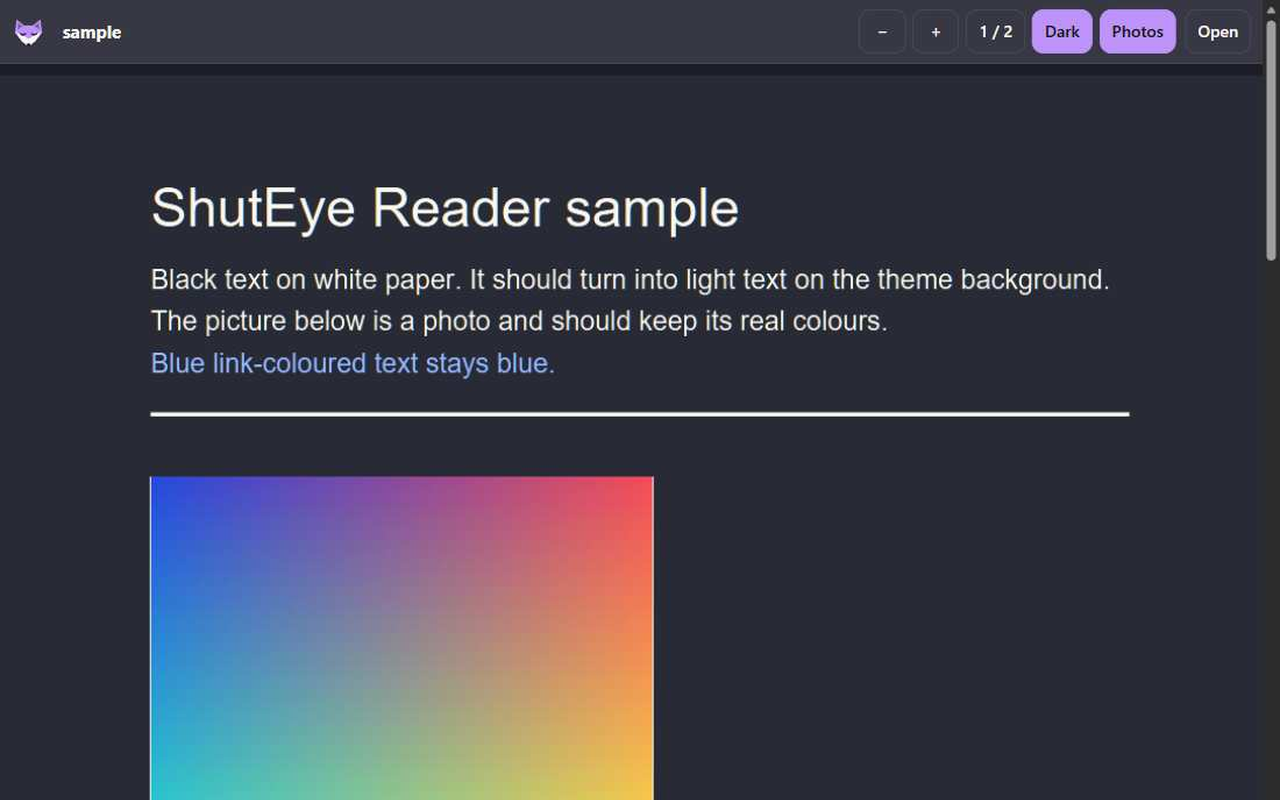 sample
− + 1 / 2 Dark Photos Open
ShutEye Reader sample
Black text on white paper. It should turn into light text on the theme background.
The picture below is a photo and should keep its real colours.
Blue link-coloured text stays blue.